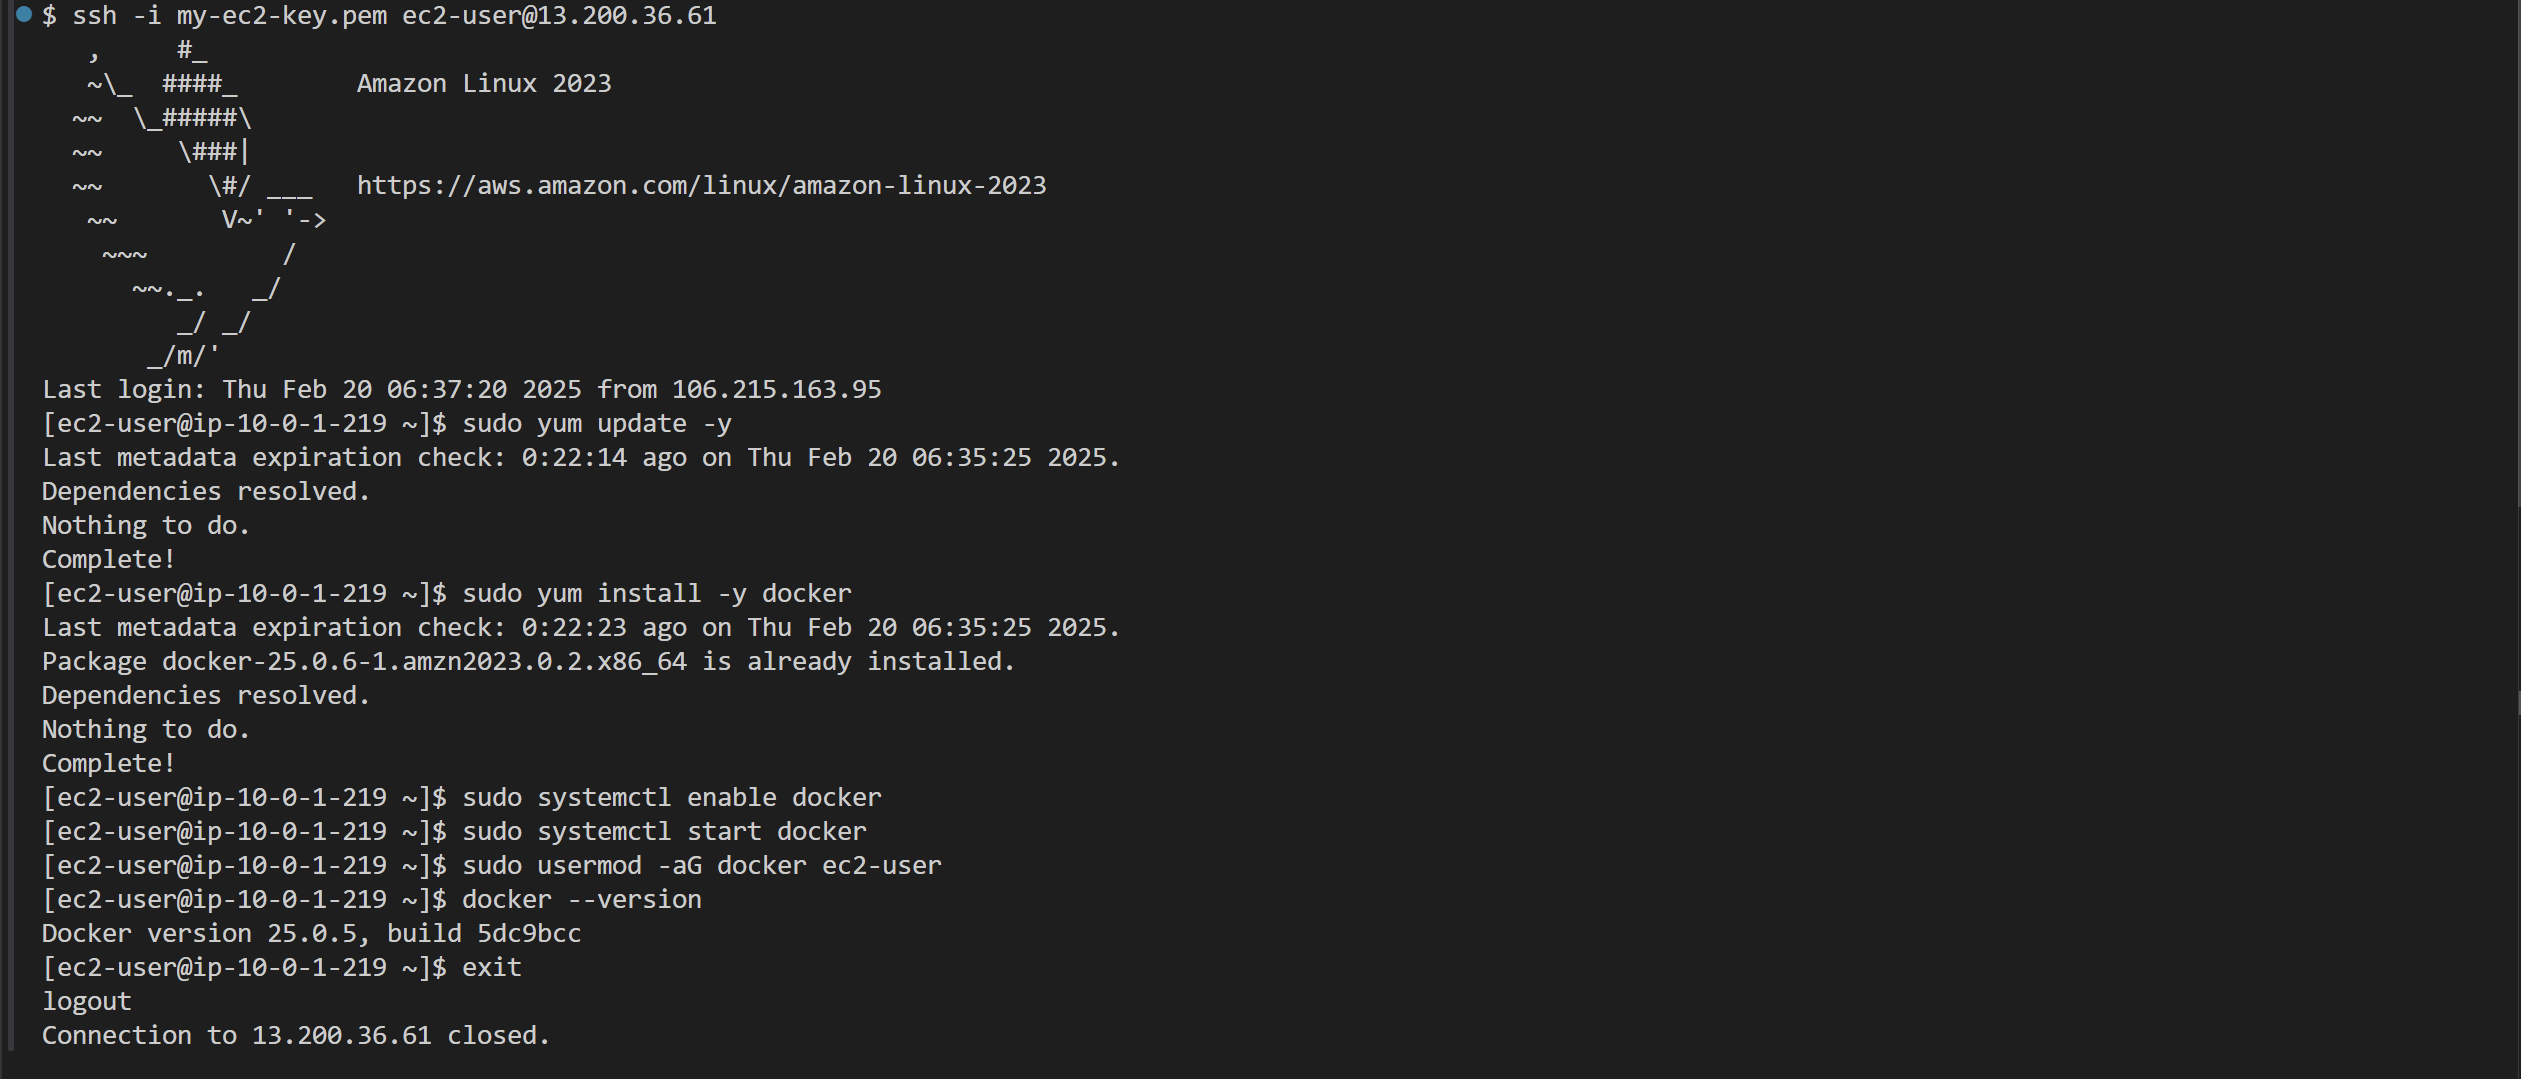 $ ssh -i my-ec2-key.pem ec2-user@13.200.36.61
   ,     #_
   ~\_  ####_        Amazon Linux 2023
  ~~  \_#####\
  ~~     \###|
  ~~       \#/ ___   https://aws.amazon.com/linux/amazon-linux-2023
   ~~       V~' '->
    ~~~         /
      ~~._.   _/
         _/ _/
       _/m/'
Last login: Thu Feb 20 06:37:20 2025 from 106.215.163.95
[ec2-user@ip-10-0-1-219 ~]$ sudo yum update -y
Last metadata expiration check: 0:22:14 ago on Thu Feb 20 06:35:25 2025.
Dependencies resolved.
Nothing to do.
Complete!
[ec2-user@ip-10-0-1-219 ~]$ sudo yum install -y docker
Last metadata expiration check: 0:22:23 ago on Thu Feb 20 06:35:25 2025.
Package docker-25.0.6-1.amzn2023.0.2.x86_64 is already installed.
Dependencies resolved.
Nothing to do.
Complete!
[ec2-user@ip-10-0-1-219 ~]$ sudo systemctl enable docker
[ec2-user@ip-10-0-1-219 ~]$ sudo systemctl start docker
[ec2-user@ip-10-0-1-219 ~]$ sudo usermod -aG docker ec2-user
[ec2-user@ip-10-0-1-219 ~]$ docker --version
Docker version 25.0.5, build 5dc9bcc
[ec2-user@ip-10-0-1-219 ~]$ exit
logout
Connection to 13.200.36.61 closed.